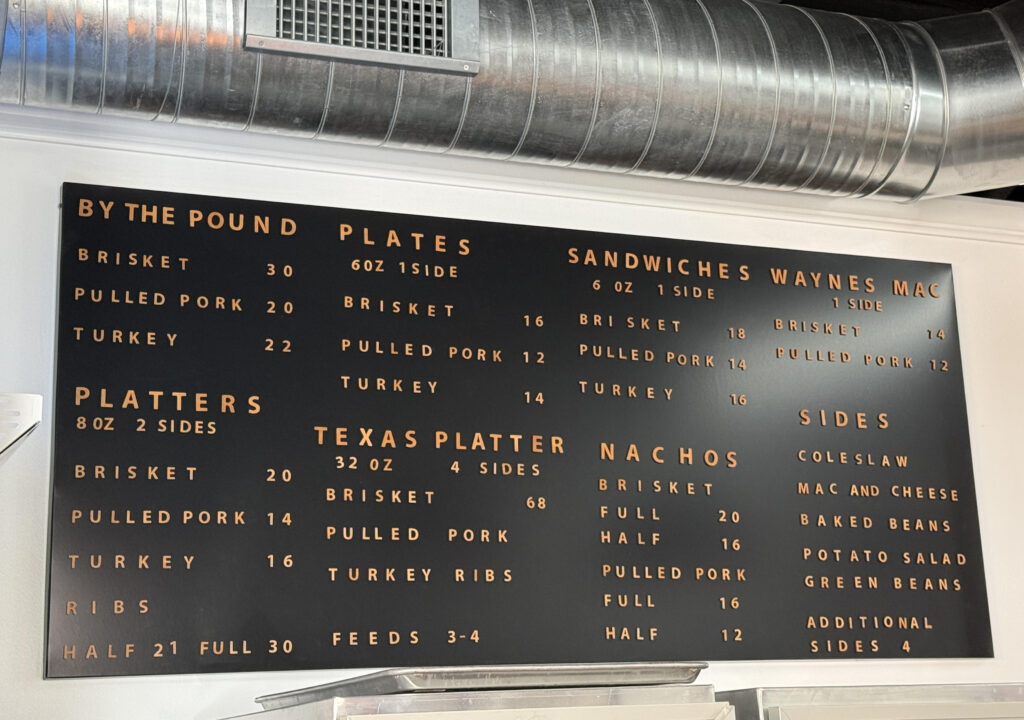 BY THE POUND
BRISKET 30
PULLED PORK 20
TURKEY 22
PLATTERS
8OZ 2 SIDES
BRISKET 20
PULLED PORK 14
TURKEY 16
RIBS
HALF 21 FULL 30
PLATES
6OZ 1SIDE
BRISKET 16
PULLED PORK 12
TURKEY 14
TEXAS PLATTER
32 OZ 4 SIDES
BRISKET 68
PULLED PORK
TURKEY RIBS
FEEDS 3-4
SANDWICHES
6 OZ 1 SIDE
BRISKET 18
PULLED PORK 14
TURKEY 16
NACHOS
BRISKET
FULL 20
HALF 16
PULLED PORK
FULL 16
HALF 12
WAYNES MAC
1 SIDE
BRISKET 14
PULLED PORK 12
SIDES
COLESLAW
MAC AND CHEESE
BAKED BEANS
POTATO SALAD
GREEN BEANS
ADDITIONAL
SIDES 4